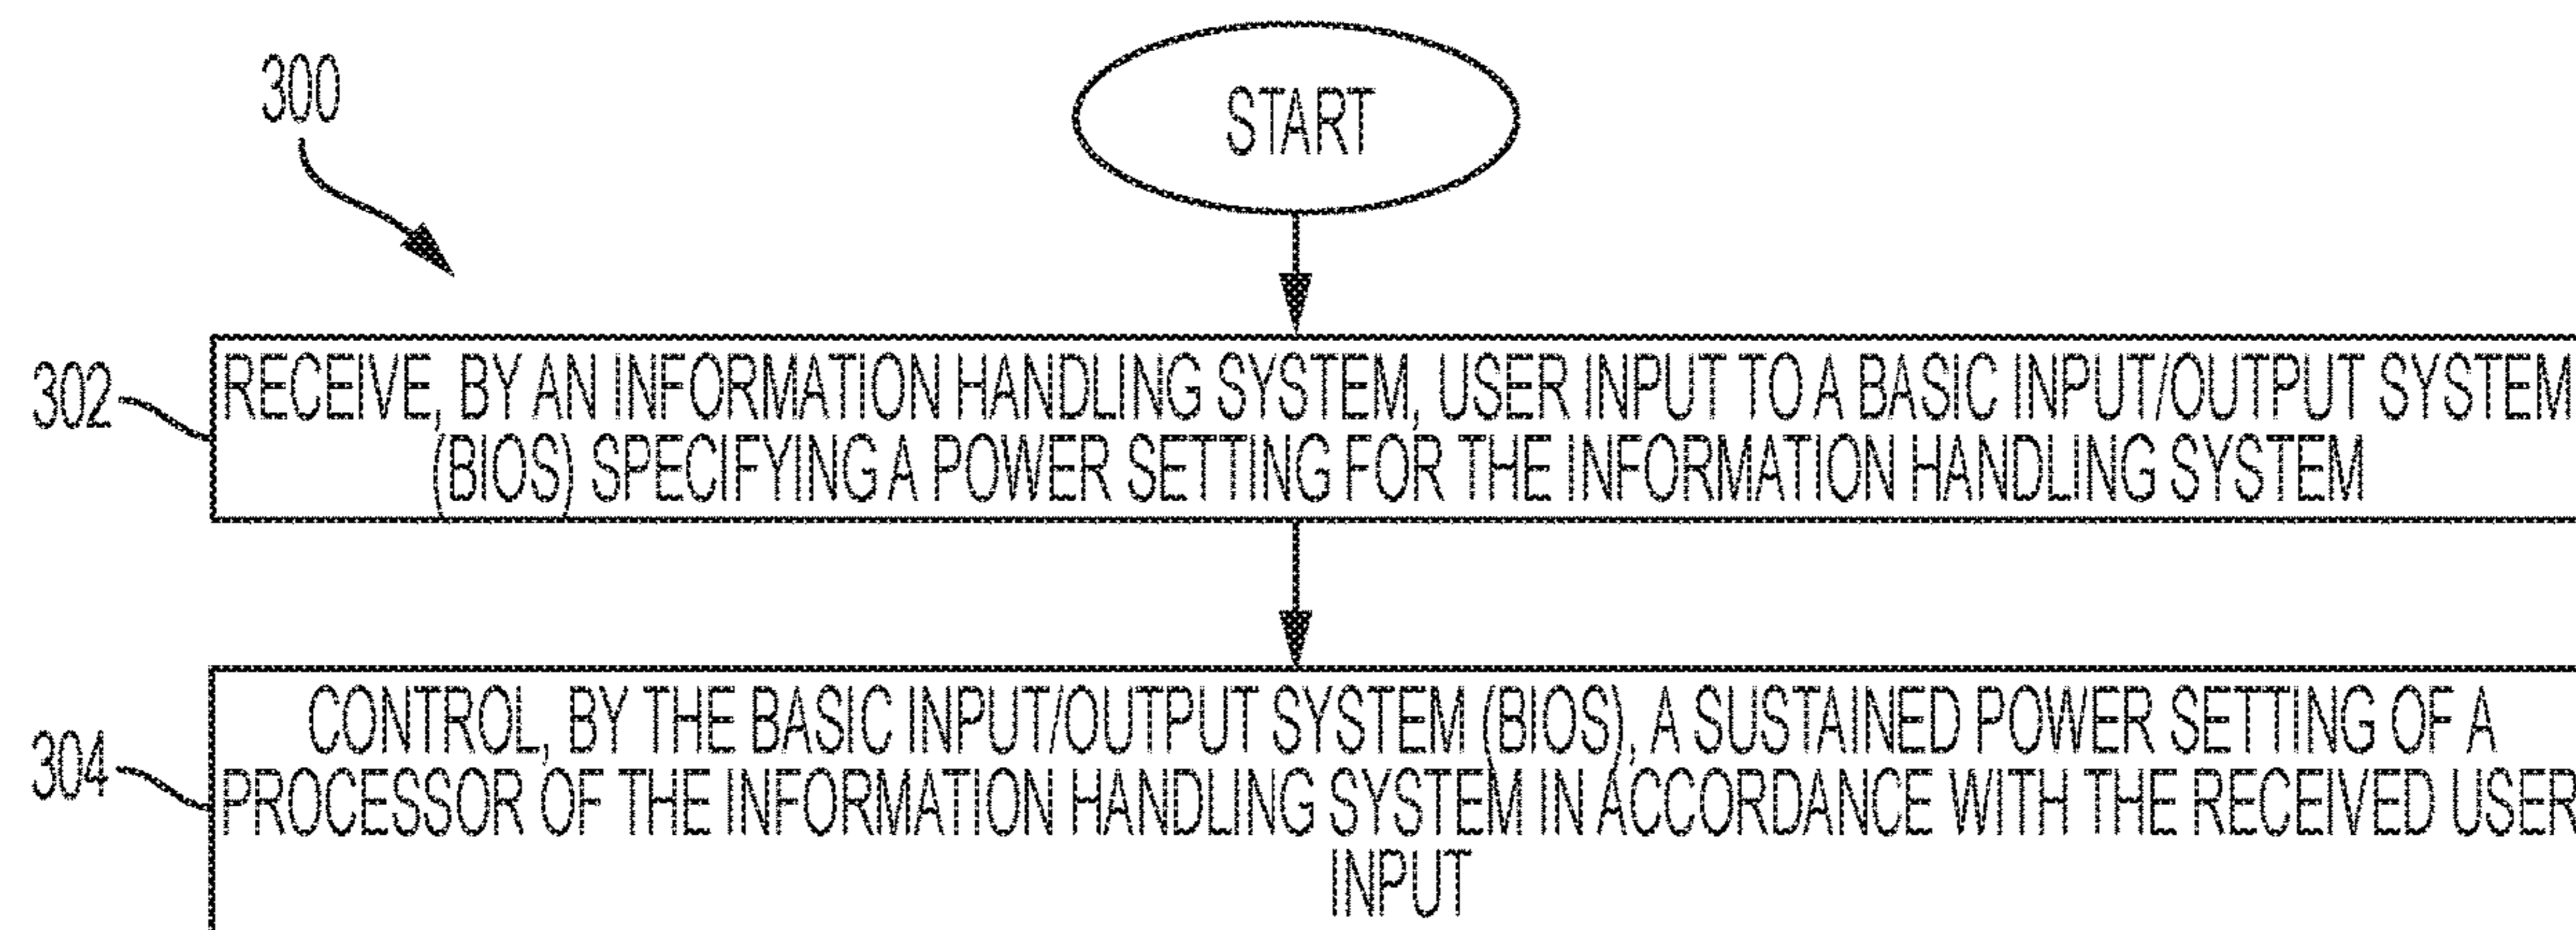 300
START
302
RECEIVE, BY AN INFORMATION HANDLING SYSTEM, USER INPUT TO A BASIC INPUT/OUTPUT SYSTEM
(BIOS) SPECIFYING A POWER SETTING FOR THE INFORMATION HANDLING SYSTEM
304
CONTROL, BY THE BASIC INPUT/OUTPUT SYSTEM (BIOS), A SUSTAINED POWER SETTING OF A
PROCESSOR OF THE INFORMATION HANDLING SYSTEM IN ACCORDANCE WITH THE RECEIVED USER
INPUT